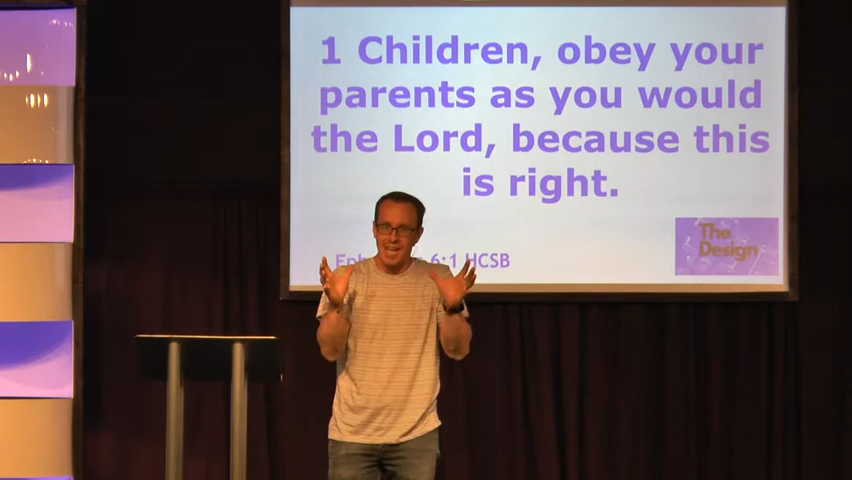 1 Children, obey your
parents as you would
the Lord, because this
is right.
The
Design
6:1 HCSB